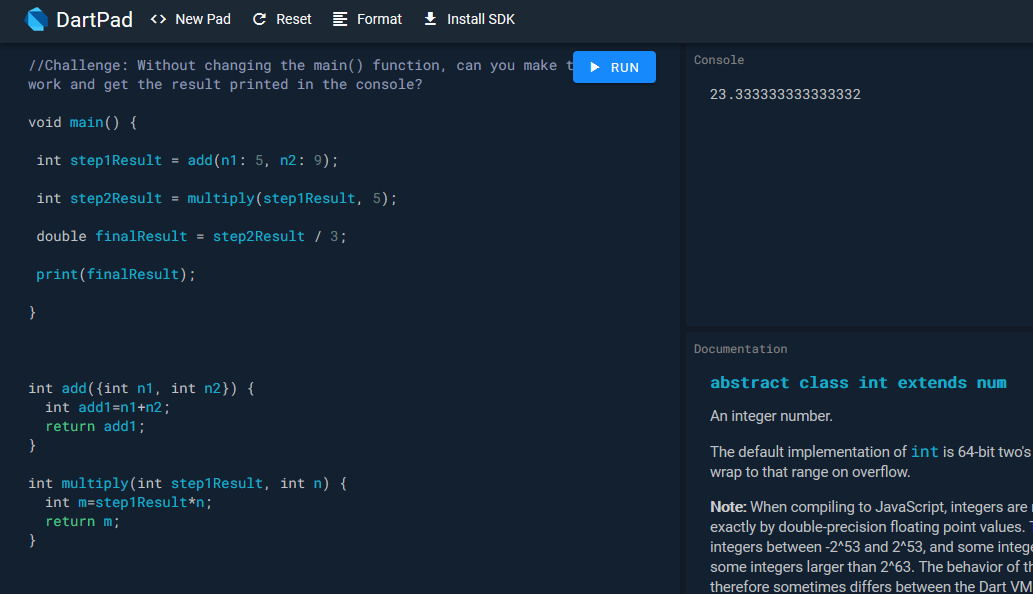 DartPad
<> New Pad
Reset
Format
Install SDK
//Challenge: Without changing the main() function, can you make t
work and get the result printed in the console?
RUN
void main() {
int step1Result = add(n1: 5, n2: 9);
int step2Result = multiply(step1Result, 5);
double finalResult = step2Result / 3;
print(finalResult);
}
int add({int n1, int n2}) {
int add1=n1+n2;
return add1;
}
int multiply(int step1Result, int n) {
int m=step1Result*n;
return m;
}
Console
23.333333333333332
Documentation
abstract class int extends num
An integer number.
The default implementation of int is 64-bit two's
wrap to that range on overflow.
Note: When compiling to JavaScript, integers are
exactly by double-precision floating point values.
integers between -2^53 and 2^53, and some intege
some integers larger than 2^63. The behavior of th
therefore sometimes differs between the Dart VM